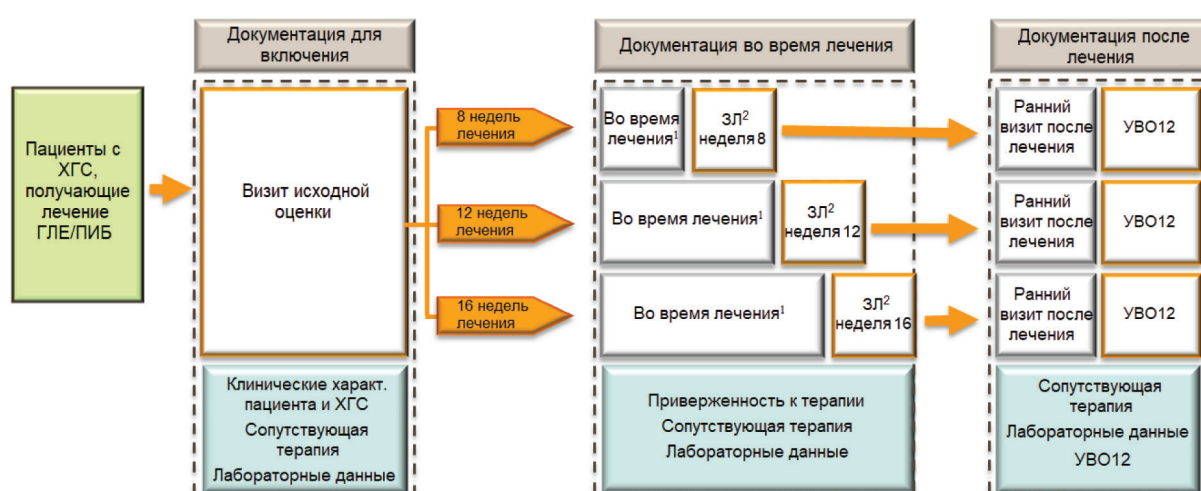 Документация для
включения
Документация во время лечения
Документация после
лечения
Пациенты с
ХГС,
получающие
лечение
ГЛЕ/ПИБ
Визит исходной
оценки
8 недель
лечения
Во время
лечения¹
ЗЛ²
неделя 8
Ранний
визит после
лечения
УВО12
12 недель
лечения
Во время лечения¹
ЗЛ²
неделя 12
Ранний
визит после
лечения
УВО12
16 недель
лечения
Во время лечения¹
ЗЛ²
неделя 16
Ранний
визит после
лечения
УВО12
Клинические характ.
пациента и ХГС
Сопутствующая
терапия
Лабораторные данные
Приверженность к терапии
Сопутствующая терапия
Лабораторные данные
Сопутствующая
терапия
Лабораторные данные
УВО12